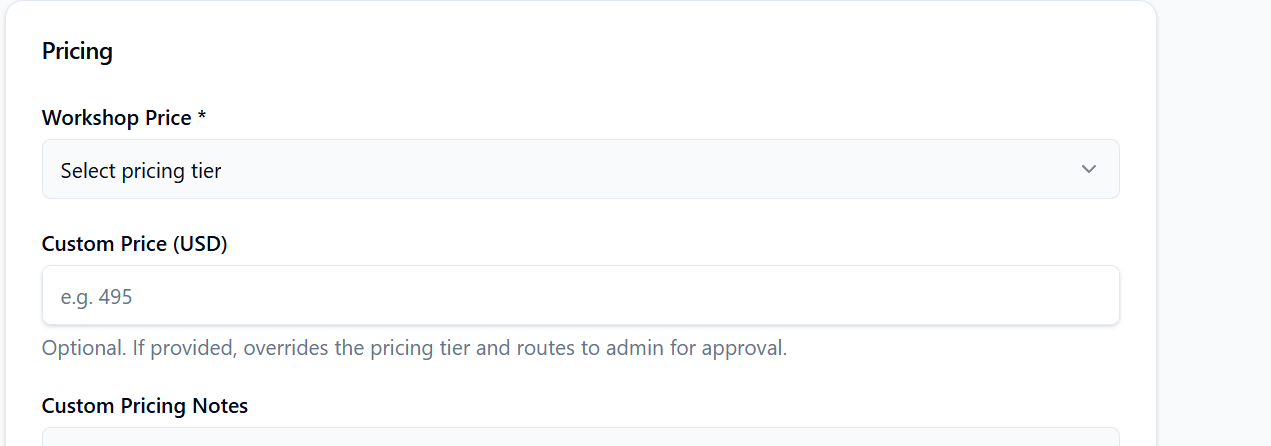 Pricing
Workshop Price *
Select pricing tier
Custom Price (USD)
e.g. 495
Optional. If provided, overrides the pricing tier and routes to admin for approval.
Custom Pricing Notes